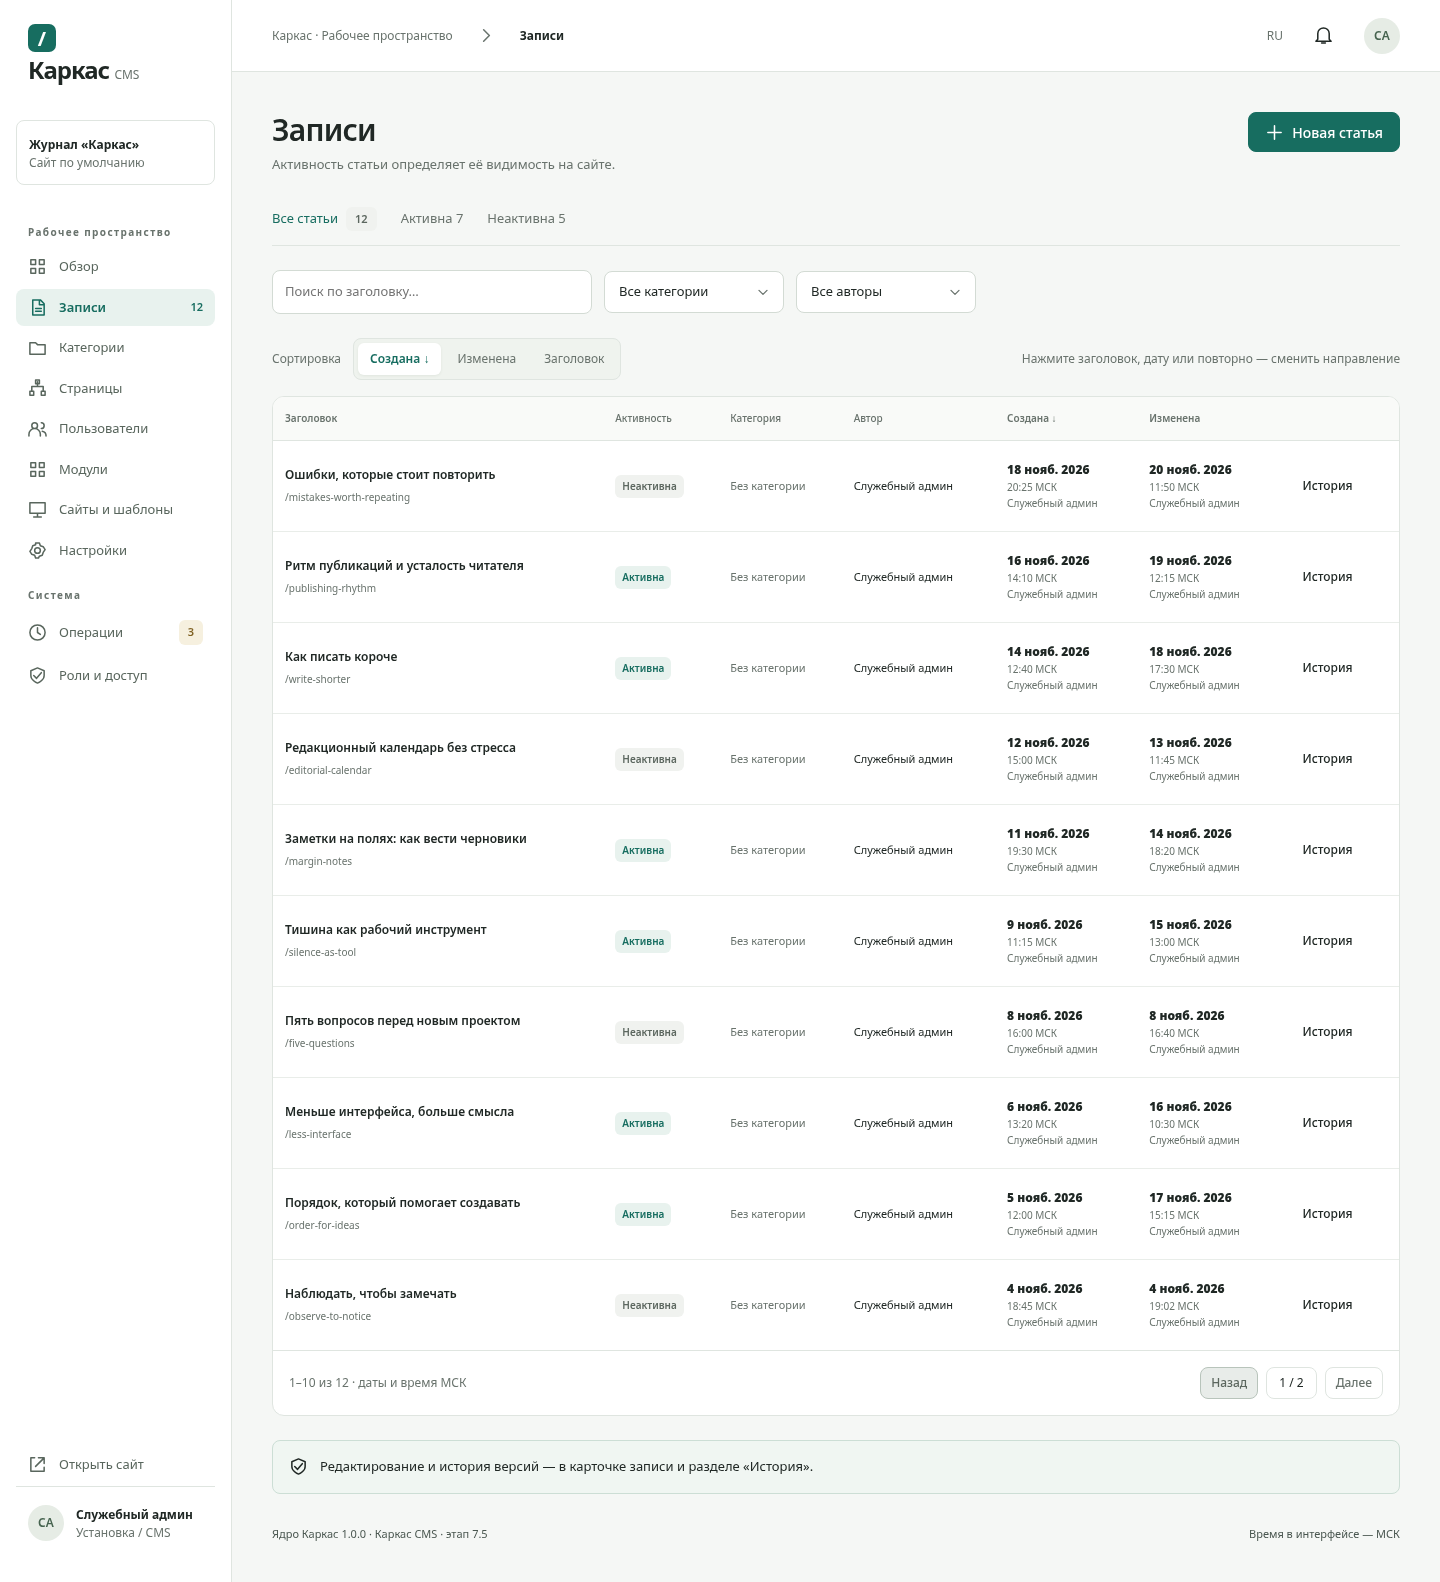 /
Каркас CMS
Журнал «Каркас»
Сайт по умолчанию
Рабочее пространство
Обзор
Записи 12
Категории
Страницы
Пользователи
Модули
Сайты и шаблоны
Настройки
Система
Операции 3
Роли и доступ
Открыть сайт
СА Служебный админ
Установка / CMS
Каркас · Рабочее пространство Записи
RU СА
Записи
Новая статья
Активность статьи определяет её видимость на сайте.
Все статьи 12 Активна 7 Неактивна 5
Поиск по заголовку... Все категории Все авторы
Сортировка Создана ↓ Изменена Заголовок Нажмите заголовок, дату или повторно — сменить направление
Заголовок Активность Категория Автор Создана ↓ Изменена
Ошибки, которые стоит повторить
/mistakes-worth-repeating
Неактивна Без категории Служебный админ
18 нояб. 2026
20:25 МСК
Служебный админ
20 нояб. 2026
11:50 МСК
Служебный админ
История
Ритм публикаций и усталость читателя
/publishing-rhythm
Активна Без категории Служебный админ
16 нояб. 2026
14:10 МСК
Служебный админ
19 нояб. 2026
12:15 МСК
Служебный админ
История
Как писать короче
/write-shorter
Активна Без категории Служебный админ
14 нояб. 2026
12:40 МСК
Служебный админ
18 нояб. 2026
17:30 МСК
Служебный админ
История
Редакционный календарь без стресса
/editorial-calendar
Неактивна Без категории Служебный админ
12 нояб. 2026
15:00 МСК
Служебный админ
13 нояб. 2026
11:45 МСК
Служебный админ
История
Заметки на полях: как вести черновики
/margin-notes
Активна Без категории Служебный админ
11 нояб. 2026
19:30 МСК
Служебный админ
14 нояб. 2026
18:20 МСК
Служебный админ
История
Тишина как рабочий инструмент
/silence-as-tool
Активна Без категории Служебный админ
9 нояб. 2026
11:15 МСК
Служебный админ
15 нояб. 2026
13:00 МСК
Служебный админ
История
Пять вопросов перед новым проектом
/five-questions
Неактивна Без категории Служебный админ
8 нояб. 2026
16:00 МСК
Служебный админ
8 нояб. 2026
16:40 МСК
Служебный админ
История
Меньше интерфейса, больше смысла
/less-interface
Активна Без категории Служебный админ
6 нояб. 2026
13:20 МСК
Служебный админ
16 нояб. 2026
10:30 МСК
Служебный админ
История
Порядок, который помогает создавать
/order-for-ideas
Активна Без категории Служебный админ
5 нояб. 2026
12:00 МСК
Служебный админ
17 нояб. 2026
15:15 МСК
Служебный админ
История
Наблюдать, чтобы замечать
/observe-to-notice
Неактивна Без категории Служебный админ
4 нояб. 2026
18:45 МСК
Служебный админ
4 нояб. 2026
19:02 МСК
Служебный админ
История
1–10 из 12 · даты и время МСК Назад 1 / 2 Далее
Редактирование и история версий — в карточке записи и разделе «История».
Ядро Каркас 1.0.0 · Каркас CMS · этап 7.5 Время в интерфейсе — МСК